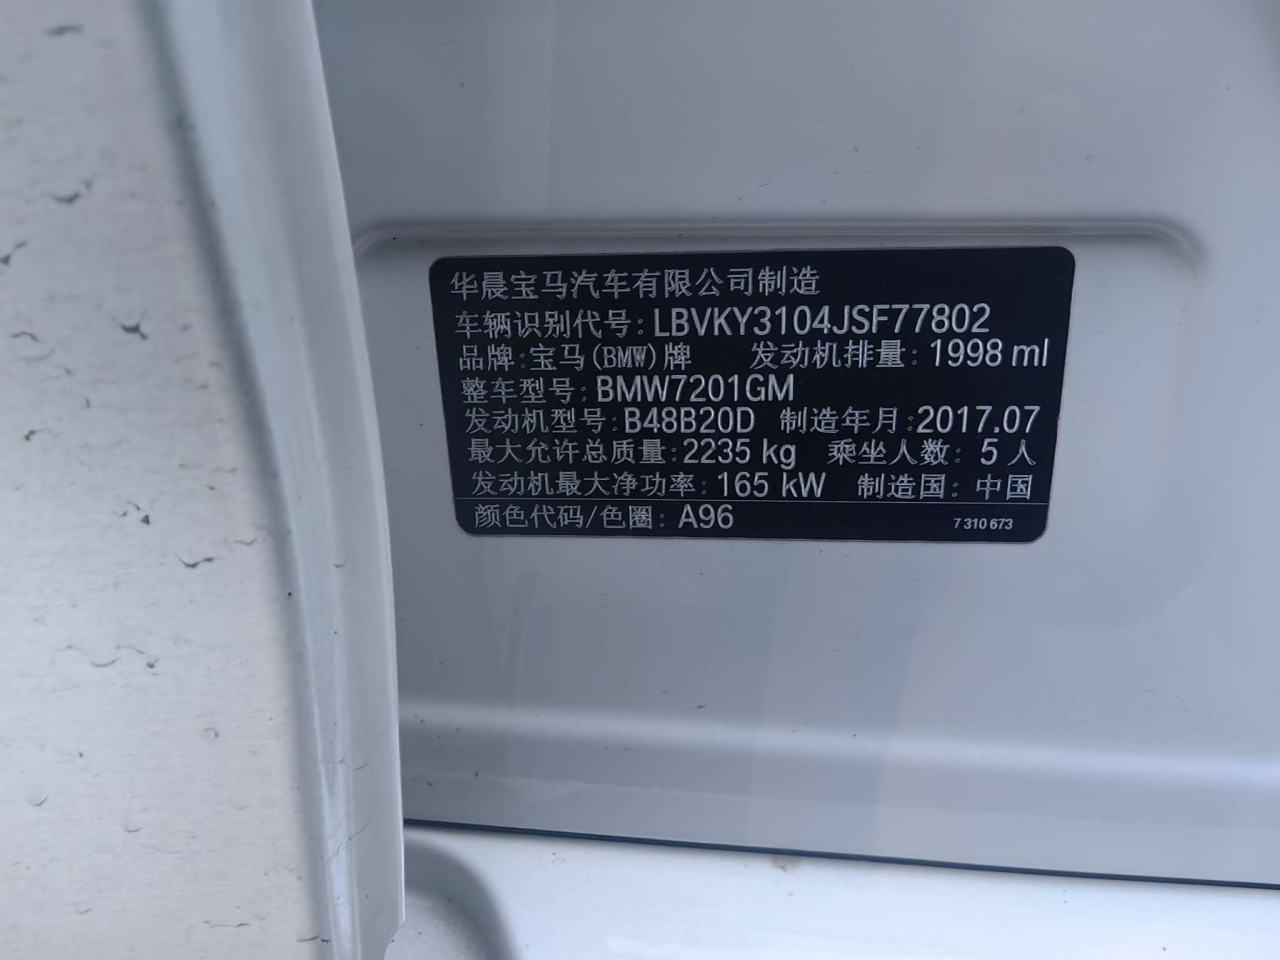 华晨宝马汽车有限公司制造
车辆识别代号: LBVKY3104JSF77802
品牌:宝马(BMW)牌 发动机排量: 1998 ml
整车型号: BMW7201GM
发动机型号: B48B20D 制造年月:2017.07
最大允许总质量: 2235 kg 乘坐人数: 5 人
发动机最大净功率: 165 kW 制造国: 中国
颜色代码/色圈: A96 7 310 673